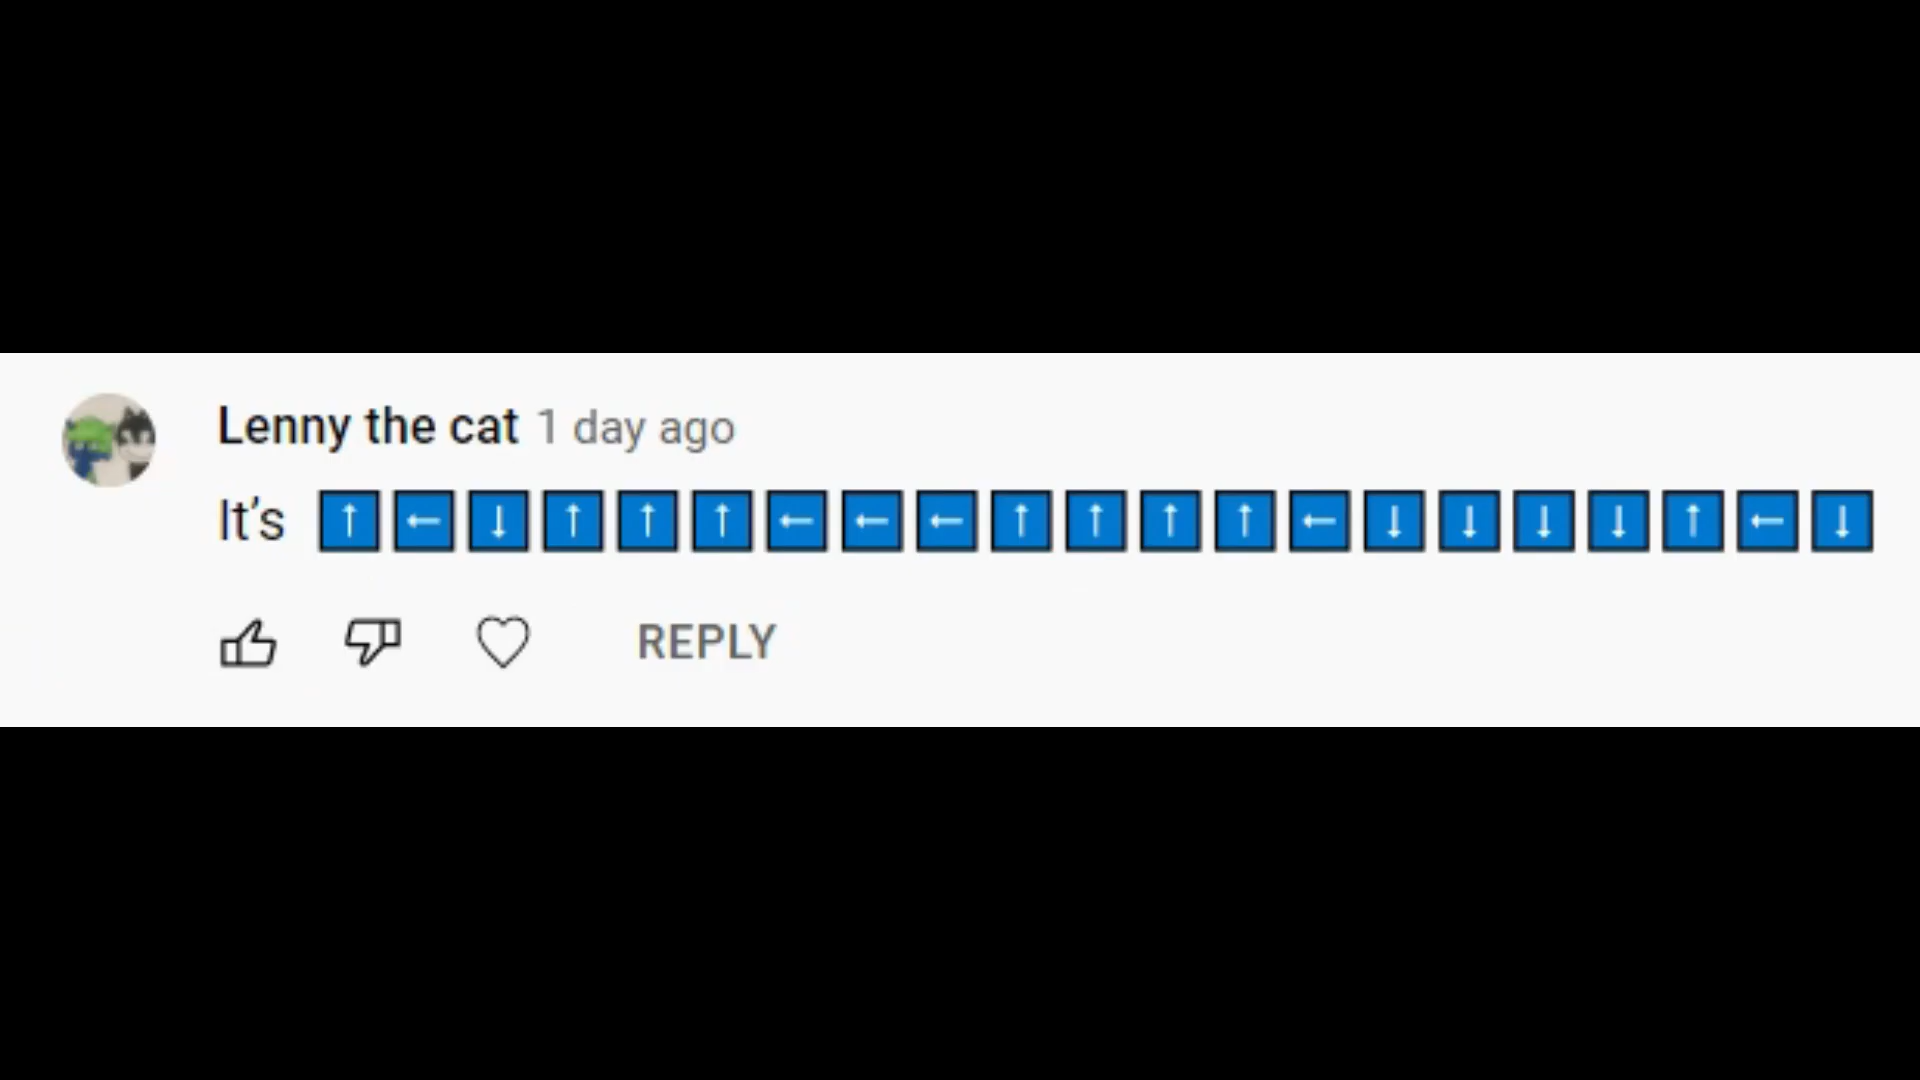 Lenny the cat 1 day ago
It’s ⬆️ ⬅️ ⬇️ ⬆️ ⬆️ ⬆️ ⬅️ ⬅️ ⬅️ ⬆️ ⬆️ ⬆️ ⬆️ ⬅️ ⬇️ ⬇️ ⬇️ ⬇️ ⬆️ ⬅️ ⬇️
REPLY